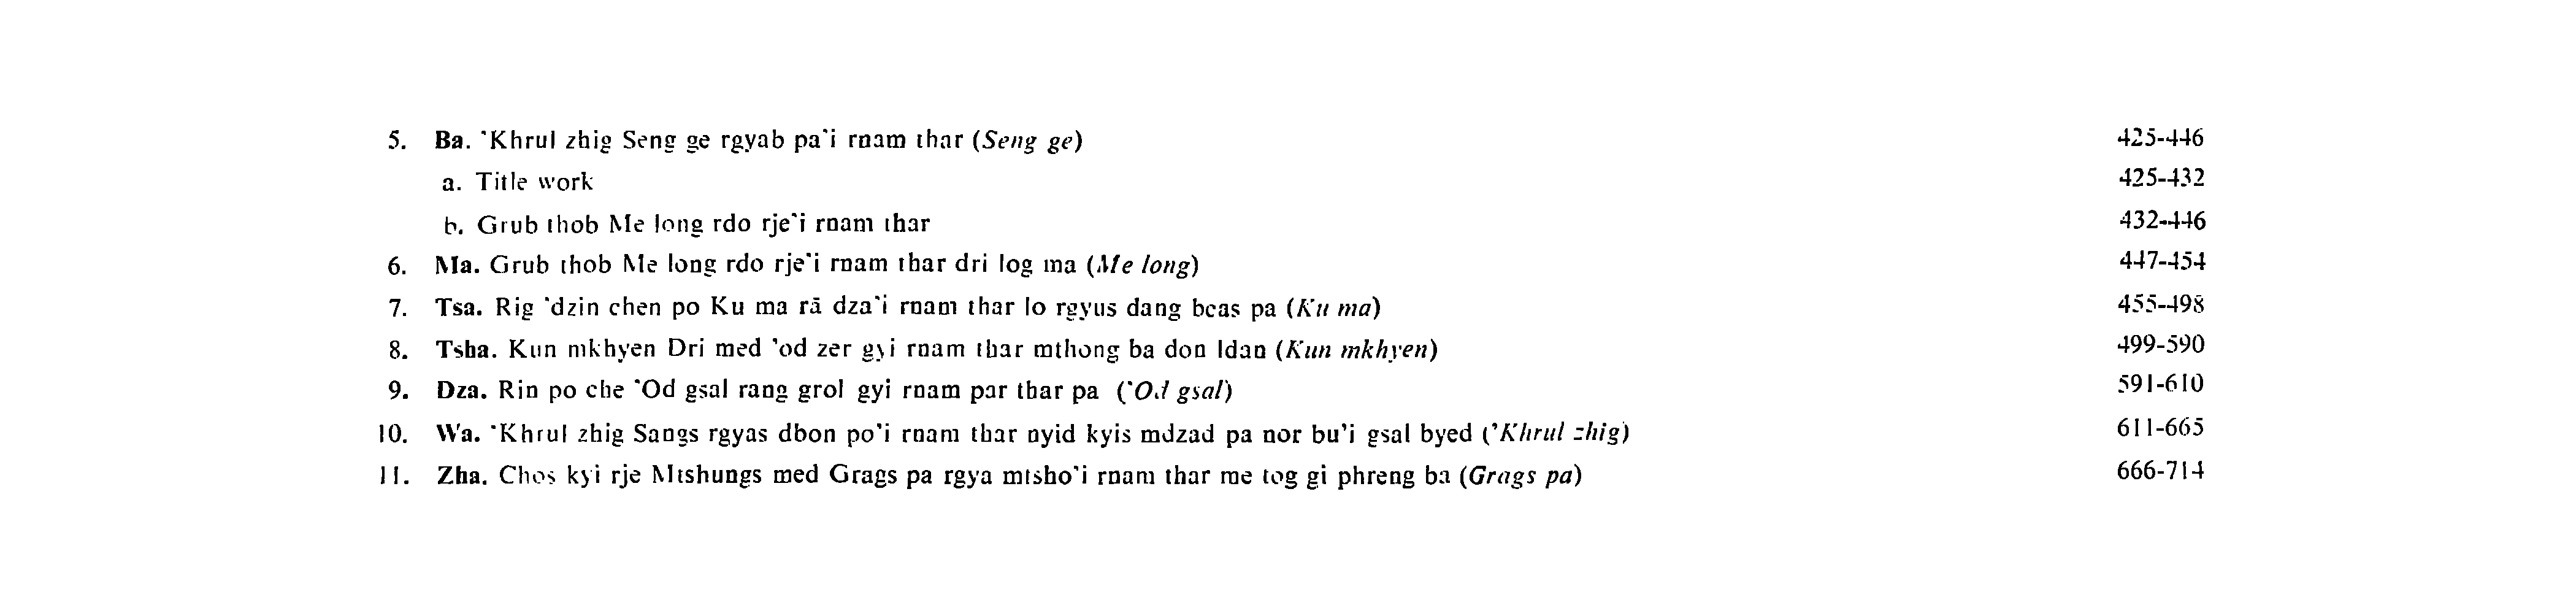 5. Ba. 'Khrul zhig Seng ge rgyab pa'i rnam thar (Seng ge) 425-446
a. Title work 425-432
b. Grub thob Me long rdo rje'i rnam thar 432-446
6. Ma. Grub thob Me long rdo rje'i rnam thar dri log ma (Me long) 447-454
7. Tsa. Rig 'dzin chen po Ku ma rā dza'i rnam thar lo rgyus dang bcas pa (Ku ma) 455-498
8. Tsha. Kun mkhyen Dri med 'od zer gyi rnam thar mthong ba don ldan (Kun mkhyen) 499-590
9. Dza. Rin po che 'Od gsal rang grol gyi rnam par thar pa ('Od gsal) 591-610
10. Wa. 'Khrul zhig Sangs rgyas dbon po'i rnam thar nyid kyis mdzad pa nor bu'i gsal byed ('Khrul zhig) 611-665
11. Zha. Chos kyi rje Mtshungs med Grags pa rgya mtsho'i rnam thar me tog gi phreng ba (Grags pa) 666-714